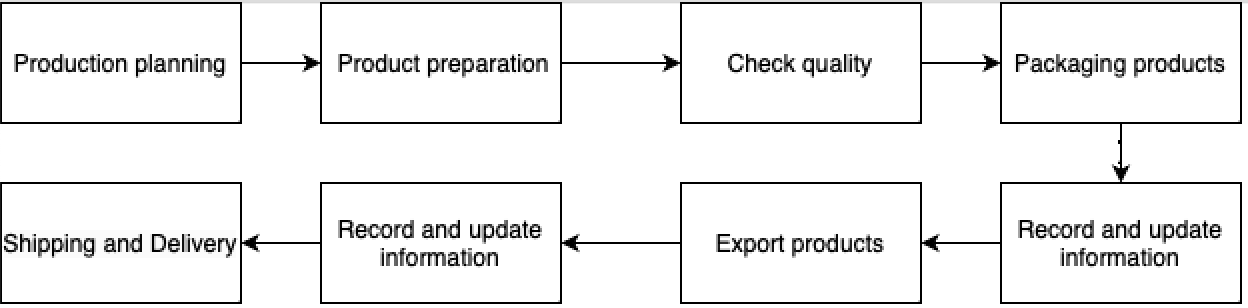 Production planning
Product preparation
Check quality
Packaging products
Record and update
information
Export products
Record and update
information
Shipping and Delivery